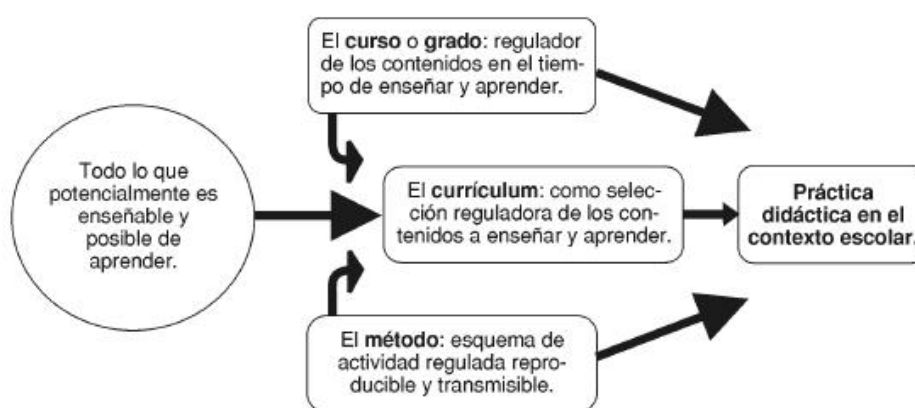 El curso o grado: regulador
de los contenidos en el tiem-
po de enseñar y aprender.
Todo lo que
potencialmente es
enseñable y
posible de
aprender.
El currículum: como selec-
ción reguladora de los con-
tenidos a enseñar y aprender.
Práctica
didáctica en el
contexto escolar.
El método: esquema de
actividad regulada repro-
ducible y transmisible.